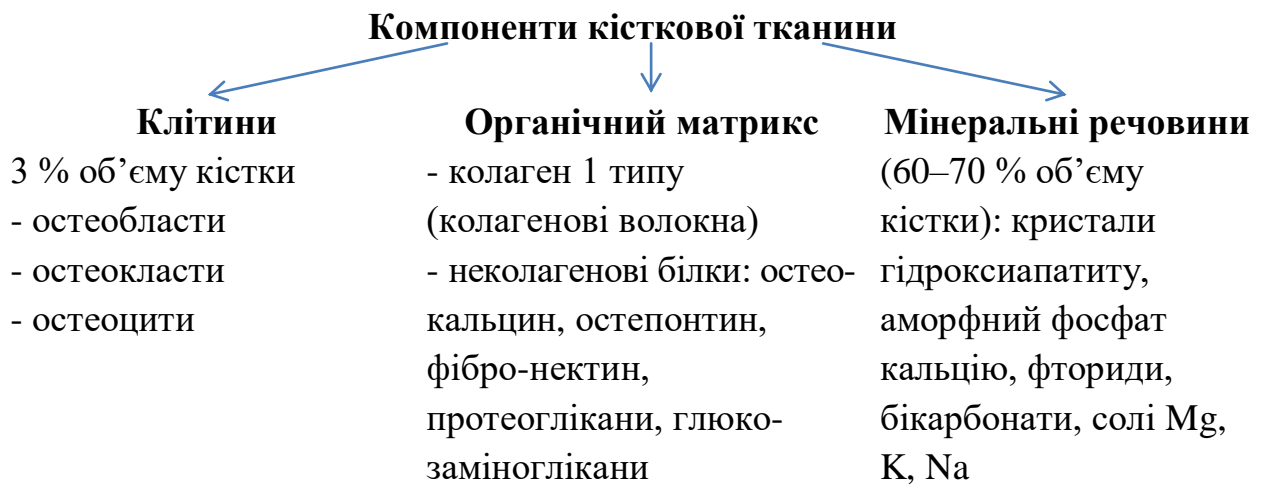 Компоненти кісткової тканини
Клітини
3 % об’єму кістки
- остеобласти
- остеокласти
- остеоцити
Органічний матрикс
- колаген 1 типу
(колагенові волокна)
- неколагенові білки: остео-
кальцин, остепонтин,
фібро-нектин,
протеоглікани, глюко-
заміноглікани
Мінеральні речовини
(60–70 % об’єму
кістки): кристали
гідроксиапатиту,
аморфний фосфат
кальцію, фториди,
бікарбонати, солі Mg,
K, Na